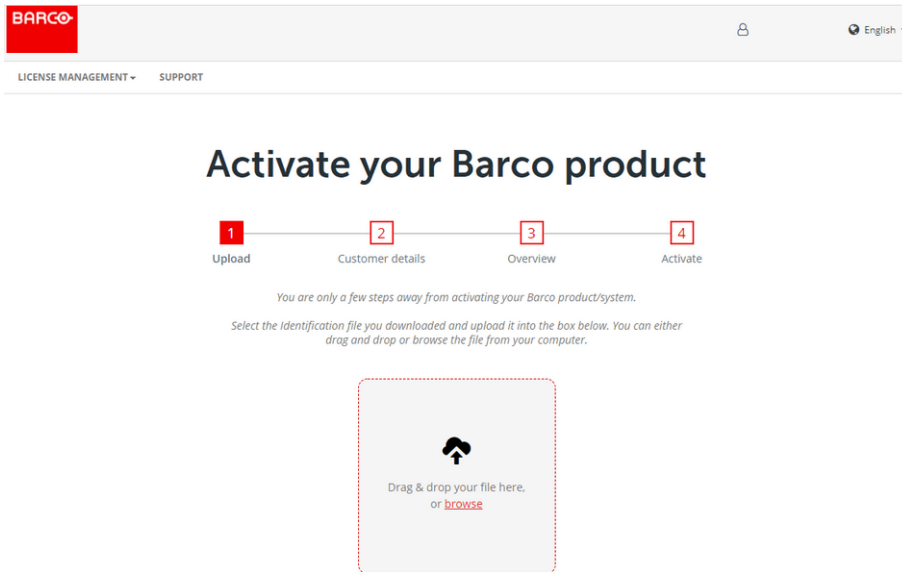 BARCO
English
LICENSE MANAGEMENT
SUPPORT
Activate your Barco product
1
2
3
4
Upload
Customer details
Overview
Activate
You are only a few steps away from activating your Barco product/system.
Select the Identification file you downloaded and upload it into the box below. You can either
drag and drop or browse the file from your computer.
Drag & drop your file here,
or browse